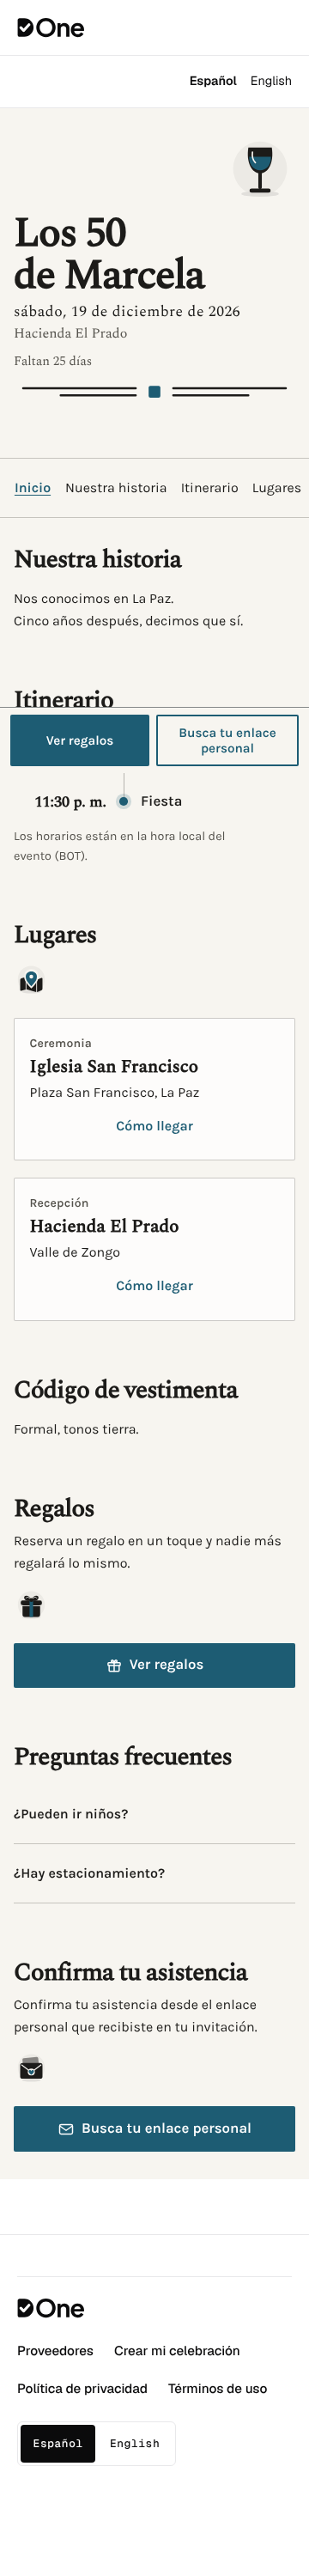 One
Español English
Los 50
de Marcela
sábado, 19 de diciembre de 2026
Hacienda El Prado
Faltan 25 días
Inicio Nuestra historia Itinerario Lugares
Nuestra historia
Nos conocimos en La Paz.
Cinco años después, decimos que sí.
Itinerario
Ver regalos
Busca tu enlace
personal
11:30 p. m. Fiesta
Los horarios están en la hora local del
evento (BOT).
Lugares
Ceremonia
Iglesia San Francisco
Plaza San Francisco, La Paz
Cómo llegar
Recepción
Hacienda El Prado
Valle de Zongo
Cómo llegar
Código de vestimenta
Formal, tonos tierra.
Regalos
Reserva un regalo en un toque y nadie más
regalará lo mismo.
Ver regalos
Preguntas frecuentes
¿Pueden ir niños?
¿Hay estacionamiento?
Confirma tu asistencia
Confirma tu asistencia desde el enlace
personal que recibiste en tu invitación.
Busca tu enlace personal
One
Proveedores Crear mi celebración
Política de privacidad Términos de uso
Español English